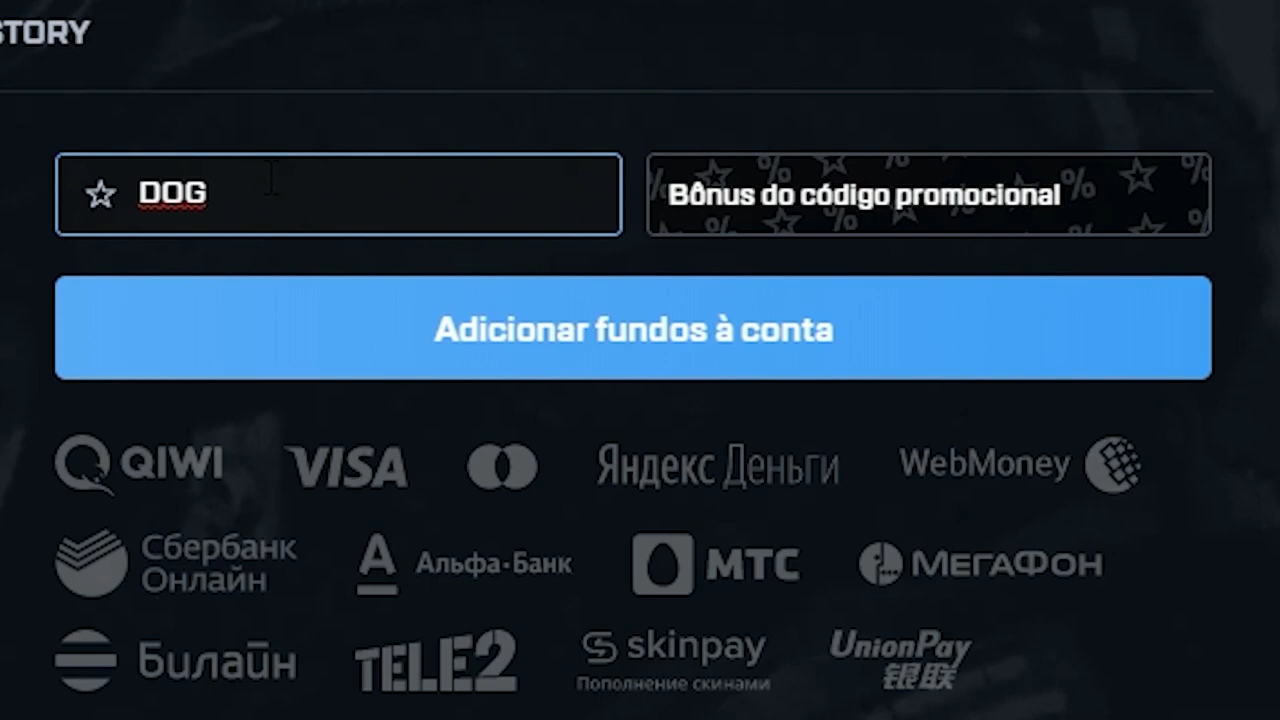 STORY
DOG
Bônus do código promocional
Adicionar fundos à conta
QIWI VISA Яндекс Деньги WebMoney
Сбербанк
Онлайн
Альфа·Банк МТС МЕГАФОН
Билайн TELE2 skinpay
Пополнение скинами
UnionPay
银联